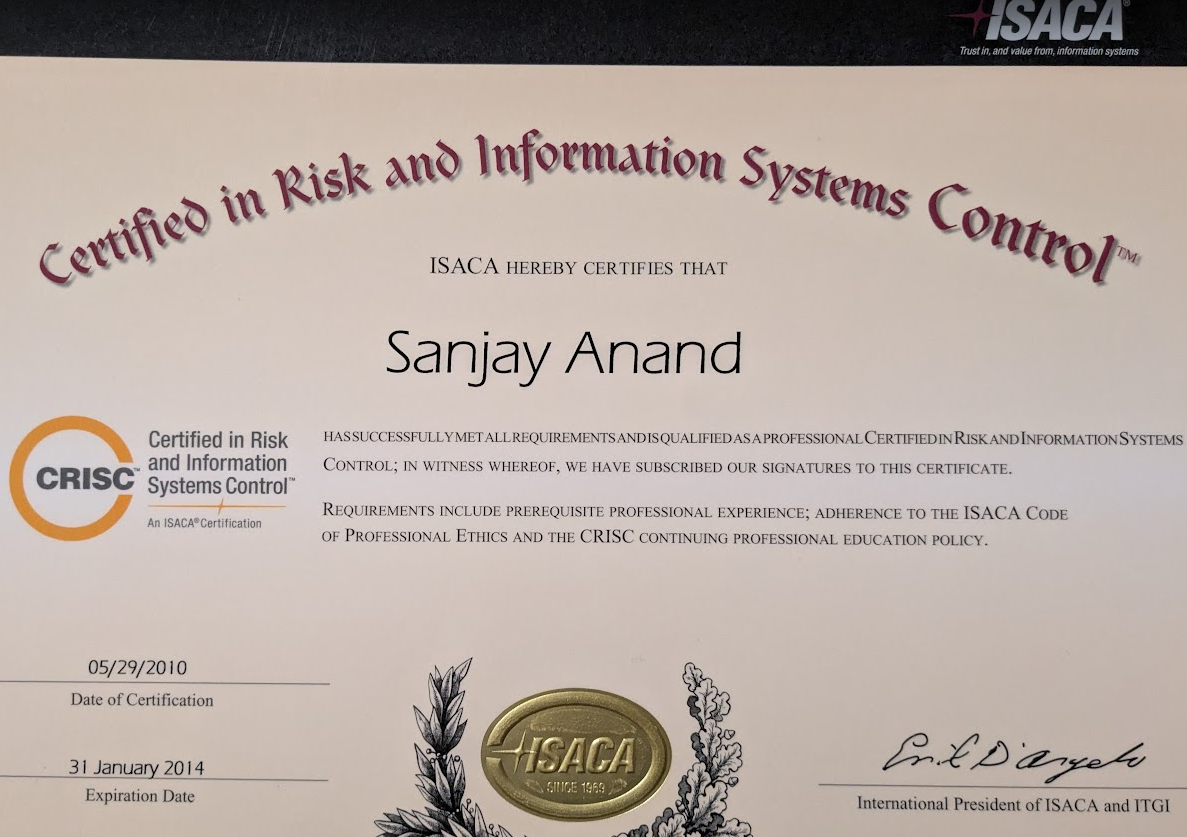 ISACA®
Trust in, and value from, information systems
Certified in Risk and Information Systems Control™
ISACA HEREBY CERTIFIES THAT
Sanjay Anand
CRISC™
Certified in Risk
and Information
Systems Control™
An ISACA® Certification
HAS SUCCESSFULLY MET ALL REQUIREMENTS AND IS QUALIFIED AS A PROFESSIONAL CERTIFIED IN RISK AND INFORMATION SYSTEMS
CONTROL; IN WITNESS WHEREOF, WE HAVE SUBSCRIBED OUR SIGNATURES TO THIS CERTIFICATE.
REQUIREMENTS INCLUDE PREREQUISITE PROFESSIONAL EXPERIENCE; ADHERENCE TO THE ISACA CODE
OF PROFESSIONAL ETHICS AND THE CRISC CONTINUING PROFESSIONAL EDUCATION POLICY.
05/29/2010
Date of Certification
31 January 2014
Expiration Date
ISACA
SINCE 1969
International President of ISACA and ITGI